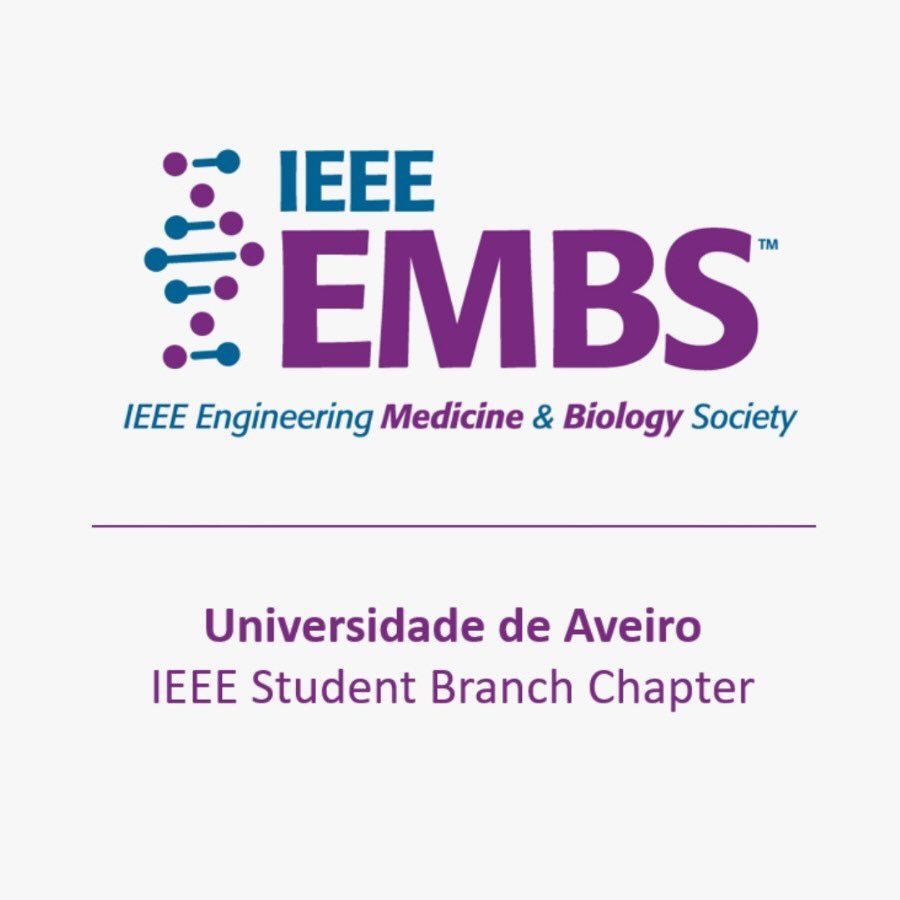 IEEE
EMBS™
IEEE Engineering Medicine & Biology Society
Universidade de Aveiro
IEEE Student Branch Chapter